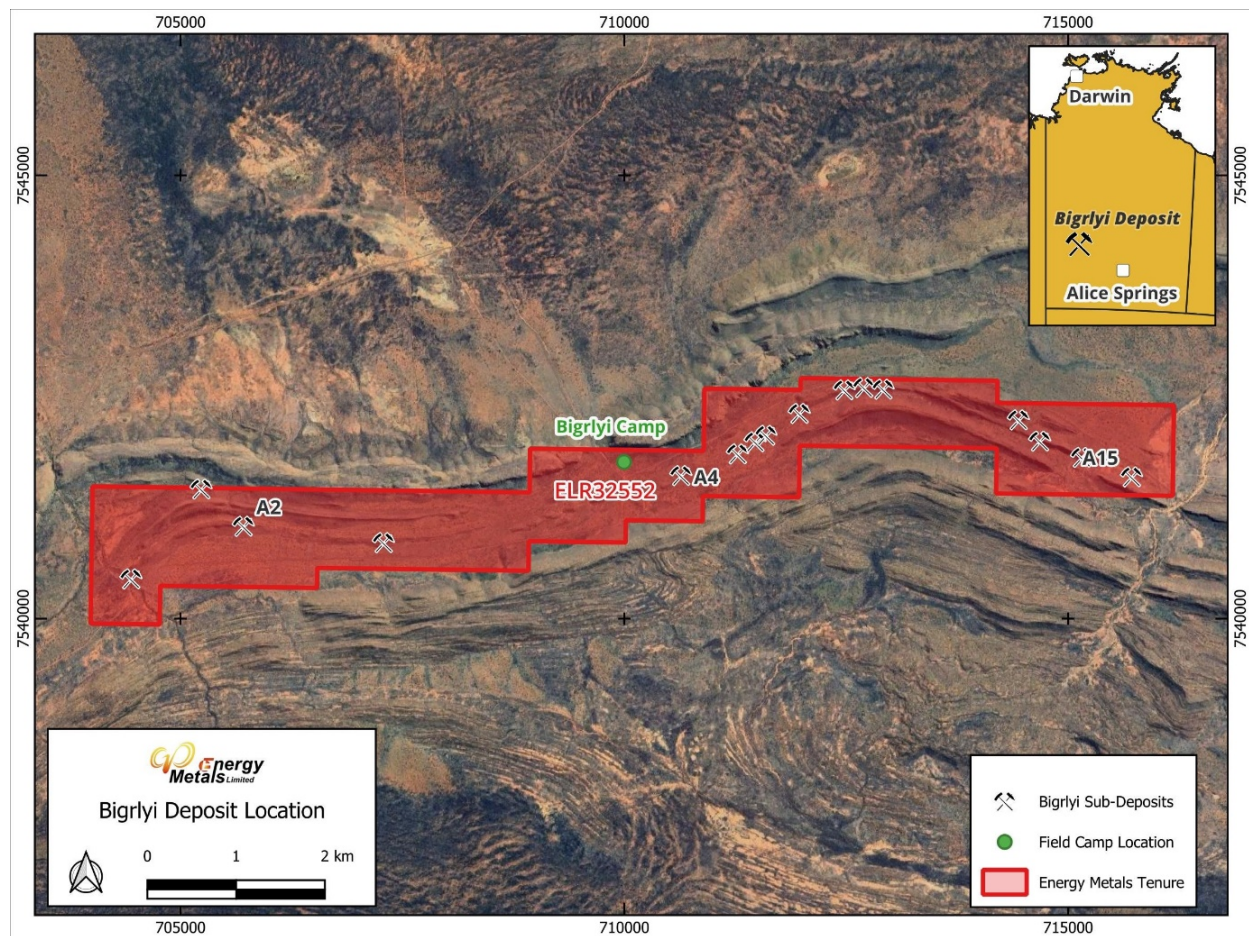 705000
710000
715000
7545000
7545000
Darwin
Bigrlyi Deposit
Alice Springs
Bigrlyi Camp
ELR32552
A2
A4
A15
7540000
7540000
Energy
Metals Limited
Bigrlyi Deposit Location
0 1 2 km
Bigrlyi Sub-Deposits
Field Camp Location
Energy Metals Tenure
705000
710000
715000